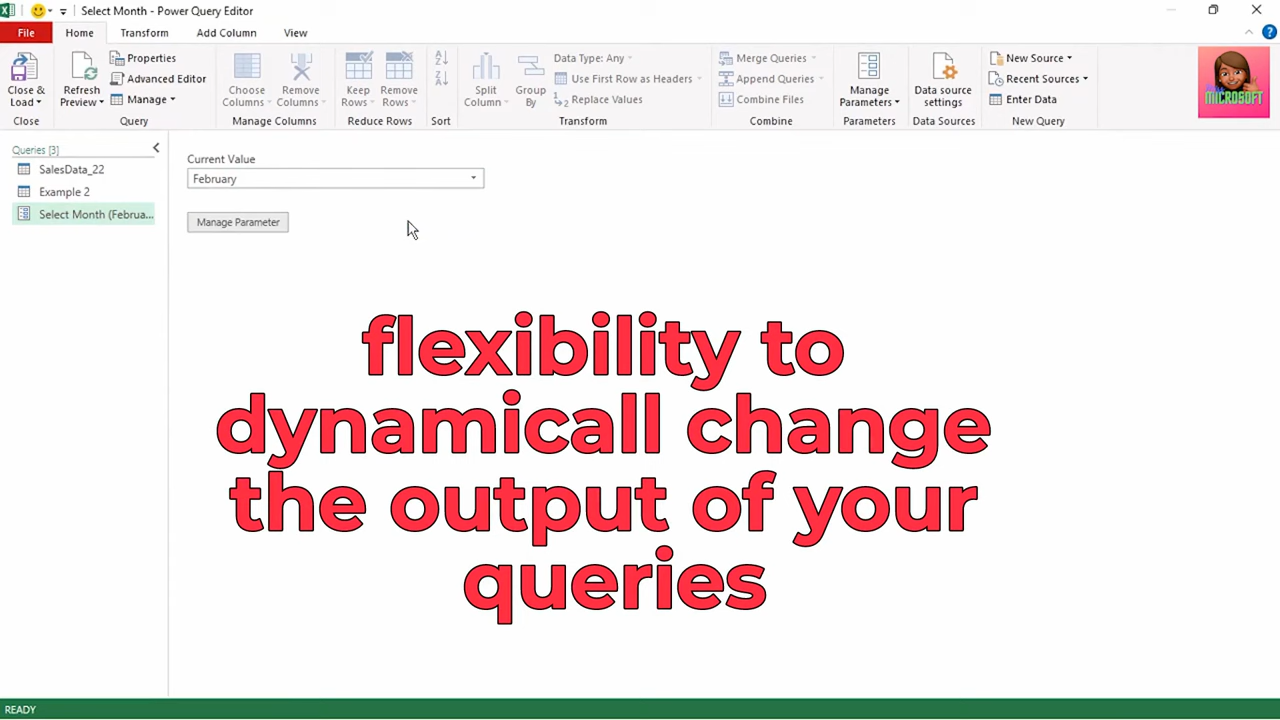 Select Month - Power Query Editor
File Home Transform Add Column View
Close & Load
Close
Refresh Preview
Properties
Advanced Editor
Manage
Query
Choose Columns
Remove Columns
Manage Columns
Keep Rows
Remove Rows
Reduce Rows
Sort
Split Column
Group By
Data Type: Any
Use First Row as Headers
Replace Values
Transform
Merge Queries
Append Queries
Combine Files
Combine
Manage Parameters
Parameters
Data source settings
Data Sources
New Source
Recent Sources
Enter Data
New Query
MICROSOFT
Queries [3]
SalesData_22
Example 2
Select Month (Februa...
Current Value
February
Manage Parameter
flexibility to
dynamicall change
the output of your
queries
READY